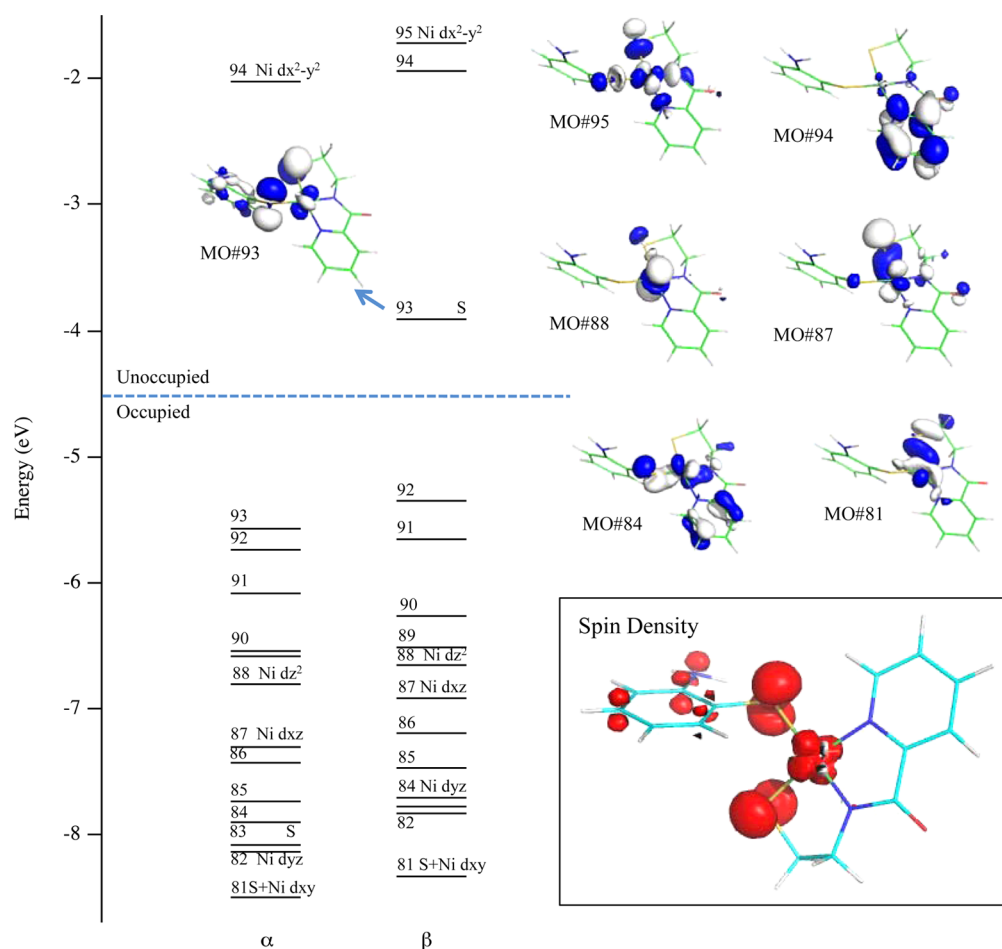 95 Ni dx²-y²
94
94 Ni dx²-y²
-2
MO#95
MO#94
-3
MO#93
MO#88
MO#87
93 S
-4
Unoccupied
Occupied
Energy (eV)
-5
92
MO#84
MO#81
93
91
92
-6
91
90
Spin Density
90
89
88 Ni dz²
88 Ni dz²
87 Ni dxz
-7
87 Ni dxz
86
86
85
85
84 Ni dyz
84
83 S
82
-8
82 Ni dyz
81 S+Ni dxy
81S+Ni dxy
α
β